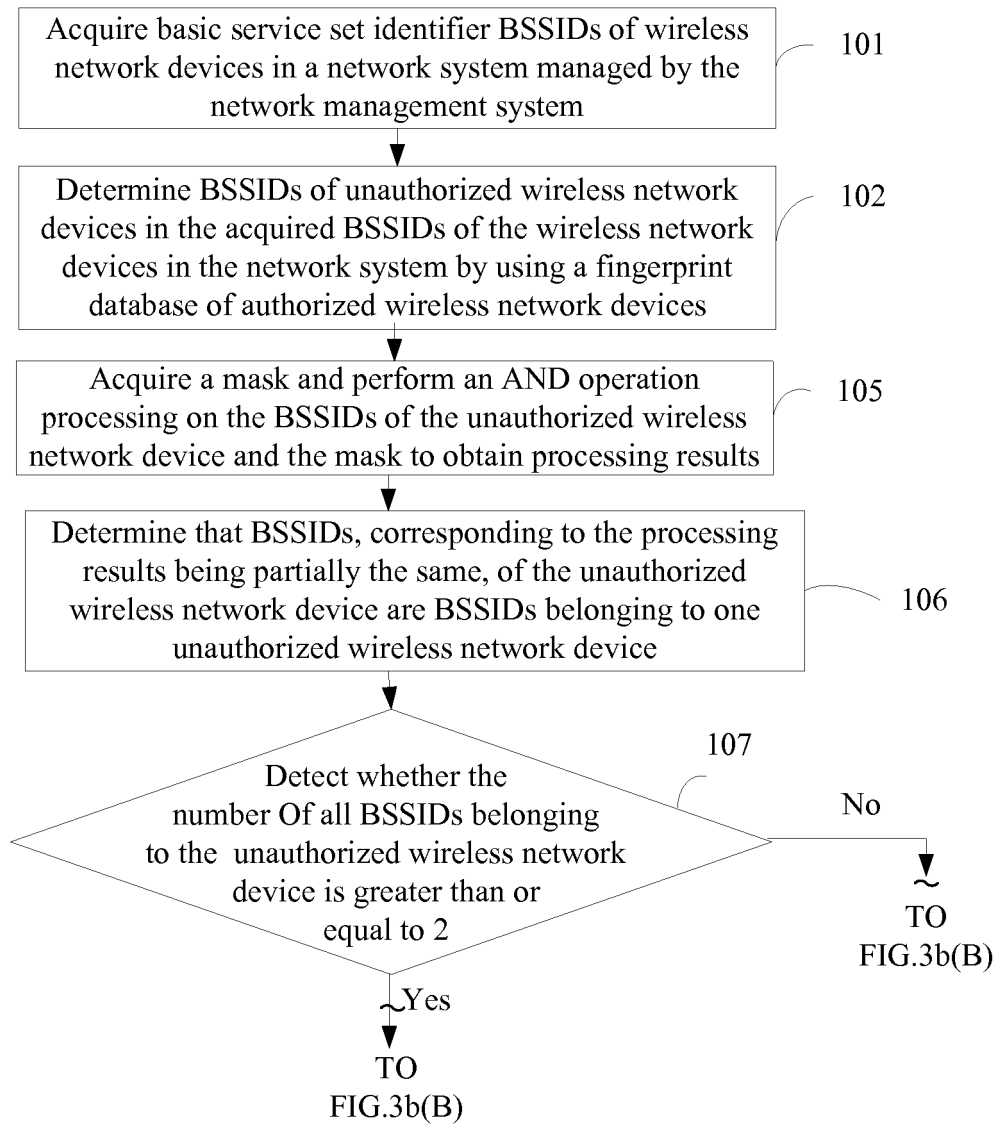 Acquire basic service set identifier BSSIDs of wireless
network devices in a network system managed by the
network management system
101
Determine BSSIDs of unauthorized wireless network
devices in the acquired BSSIDs of the wireless network
devices in the network system by using a fingerprint
database of authorized wireless network devices
102
Acquire a mask and perform an AND operation
processing on the BSSIDs of the unauthorized wireless
network device and the mask to obtain processing results
105
Determine that BSSIDs, corresponding to the processing
results being partially the same, of the unauthorized
wireless network device are BSSIDs belonging to one
unauthorized wireless network device
106
107
Detect whether the
number Of all BSSIDs belonging
to the unauthorized wireless network
device is greater than or
equal to 2
No
TO
FIG.3b(B)
Yes
TO
FIG.3b(B)